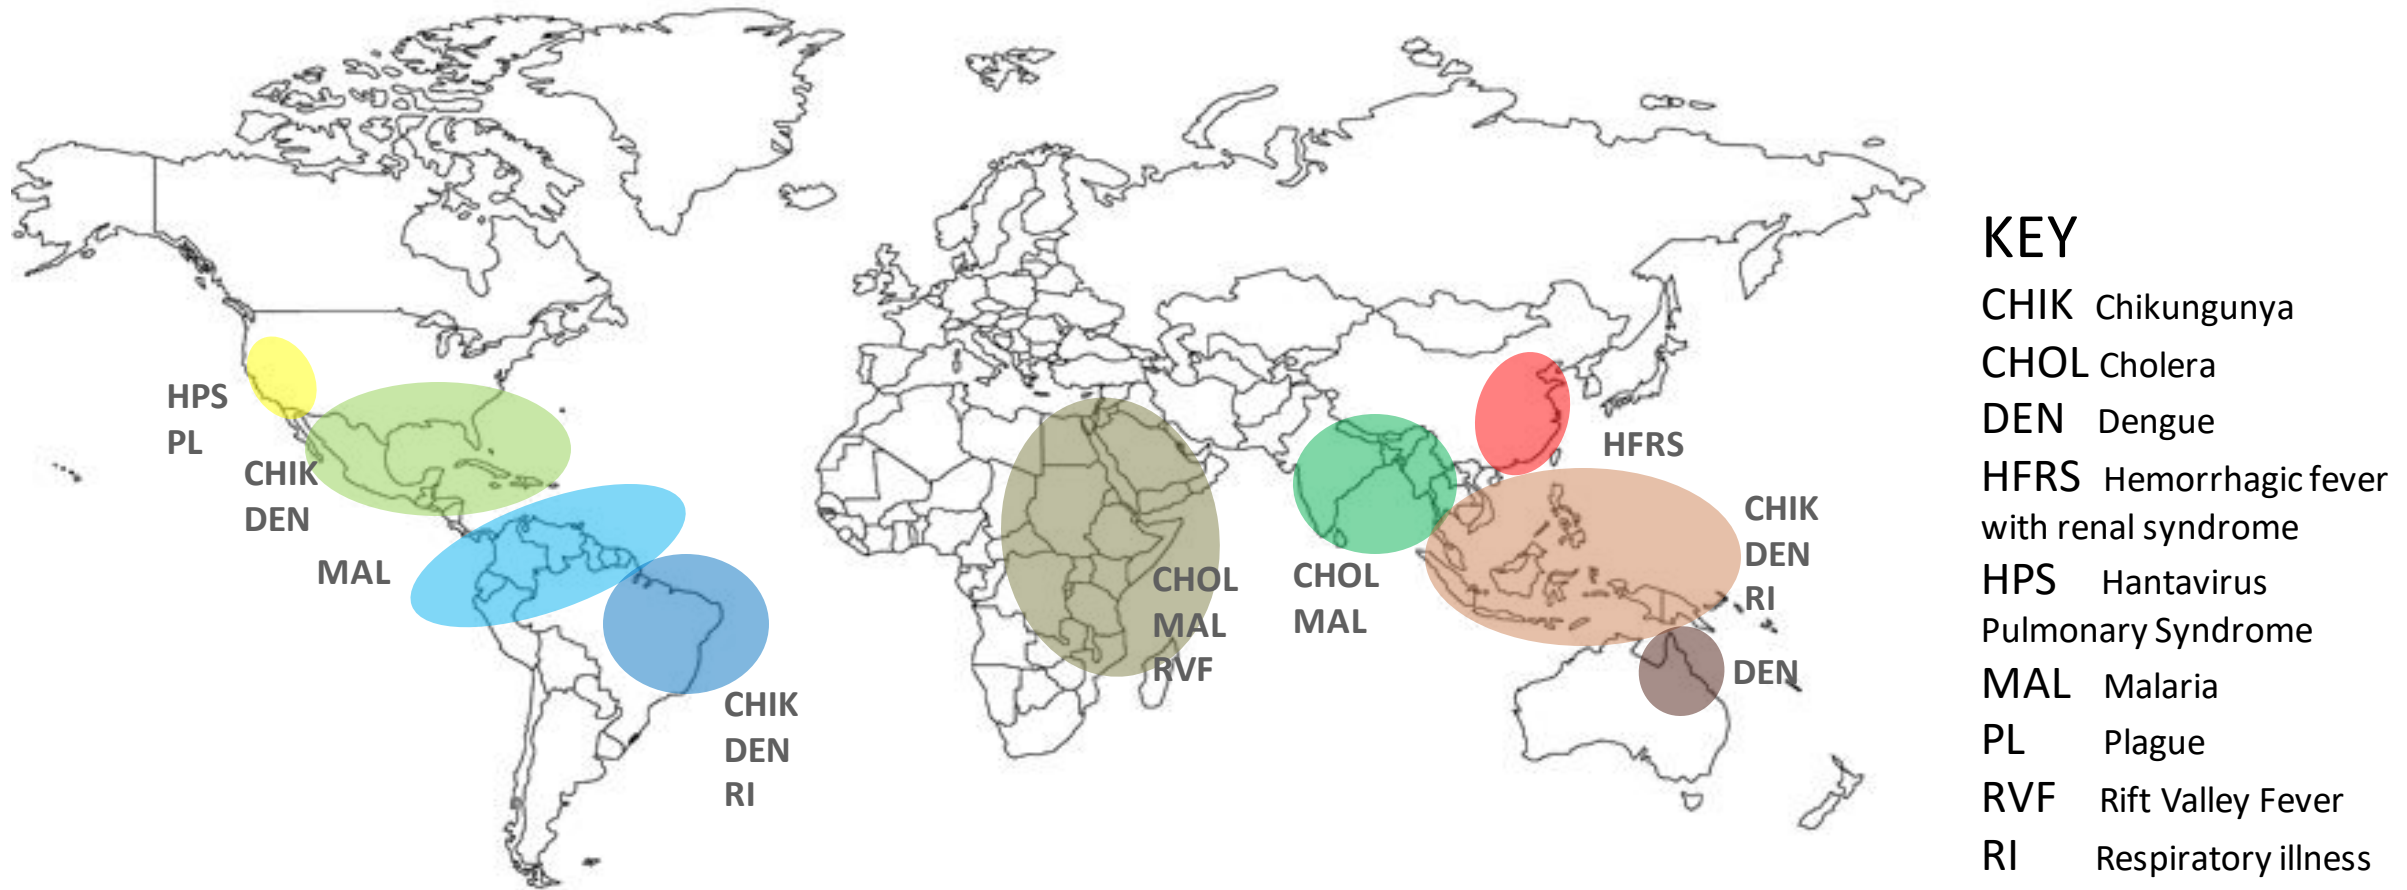 HPS
PL
CHIK
DEN
MAL
CHIK
DEN
RI
CHOL
MAL
RVF
CHOL
MAL
HFRS
CHIK
DEN
RI
DEN
KEY
CHIK Chikungunya
CHOL Cholera
DEN Dengue
HFRS Hemorrhagic fever
with renal syndrome
HPS Hantavirus
Pulmonary Syndrome
MAL Malaria
PL Plague
RVF Rift Valley Fever
RI Respiratory illness